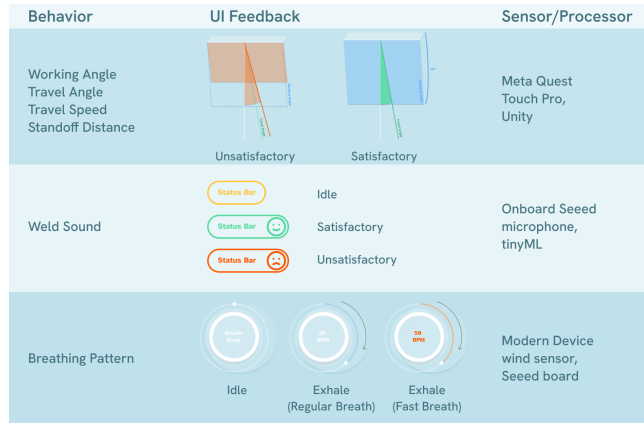 Behavior
UI Feedback
Sensor/Processor
Working Angle
Travel Angle
Travel Speed
Standoff Distance
Unsatisfactory
Satisfactory
Meta Quest
Touch Pro,
Unity
Weld Sound
Status Bar
Idle
Status Bar
Satisfactory
Status Bar
Unsatisfactory
Onboard Seeed
microphone,
tinyML
Breathing Pattern
BPM
50
BPM
Idle
Exhale
(Regular Breath)
Exhale
(Fast Breath)
Modern Device
wind sensor,
Seeed board